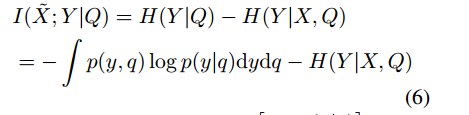 I(X̃; Y|Q) = H(Y|Q) − H(Y|X, Q)
= − ∫ p(y, q) log p(y|q)dydq − H(Y|X, Q)
(6)